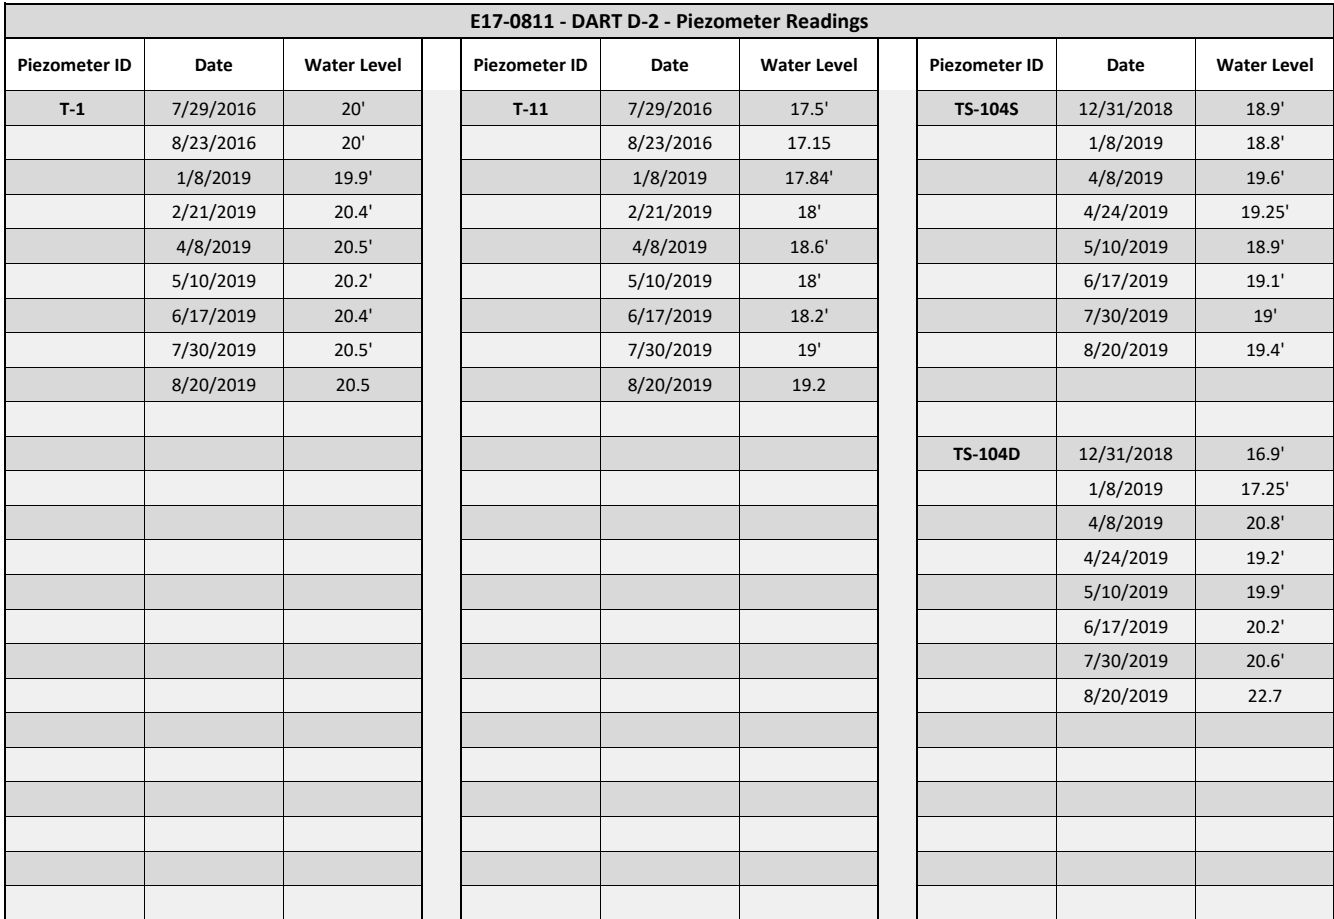 E17-0811 - DART D-2 - Piezometer Readings
Piezometer ID Date Water Level Piezometer ID Date Water Level Piezometer ID Date Water Level
T-1 7/29/2016 20' T-11 7/29/2016 17.5' TS-104S 12/31/2018 18.9'
8/23/2016 20' 8/23/2016 17.15 1/8/2019 18.8'
1/8/2019 19.9' 1/8/2019 17.84' 4/8/2019 19.6'
2/21/2019 20.4' 2/21/2019 18' 4/24/2019 19.25'
4/8/2019 20.5' 4/8/2019 18.6' 5/10/2019 18.9'
5/10/2019 20.2' 5/10/2019 18' 6/17/2019 19.1'
6/17/2019 20.4' 6/17/2019 18.2' 7/30/2019 19'
7/30/2019 20.5' 7/30/2019 19' 8/20/2019 19.4'
8/20/2019 20.5 8/20/2019 19.2
TS-104D 12/31/2018 16.9'
1/8/2019 17.25'
4/8/2019 20.8'
4/24/2019 19.2'
5/10/2019 19.9'
6/17/2019 20.2'
7/30/2019 20.6'
8/20/2019 22.7